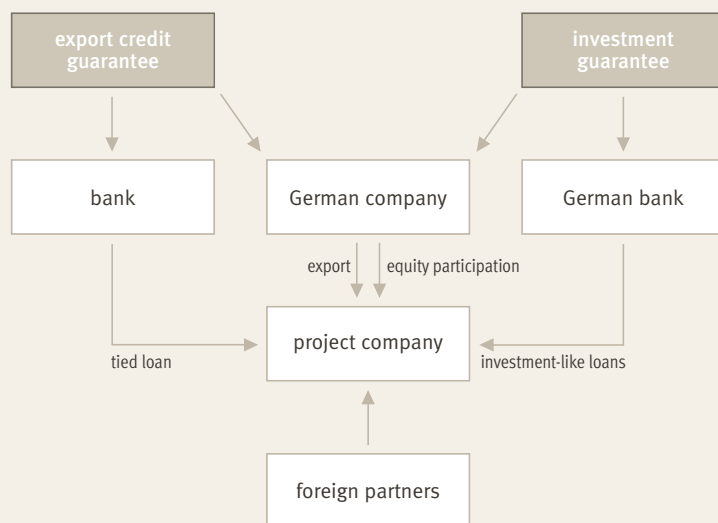 export credit
guarantee
investment
guarantee
bank
German company
German bank
export
equity participation
project company
tied loan
investment-like loans
foreign partners